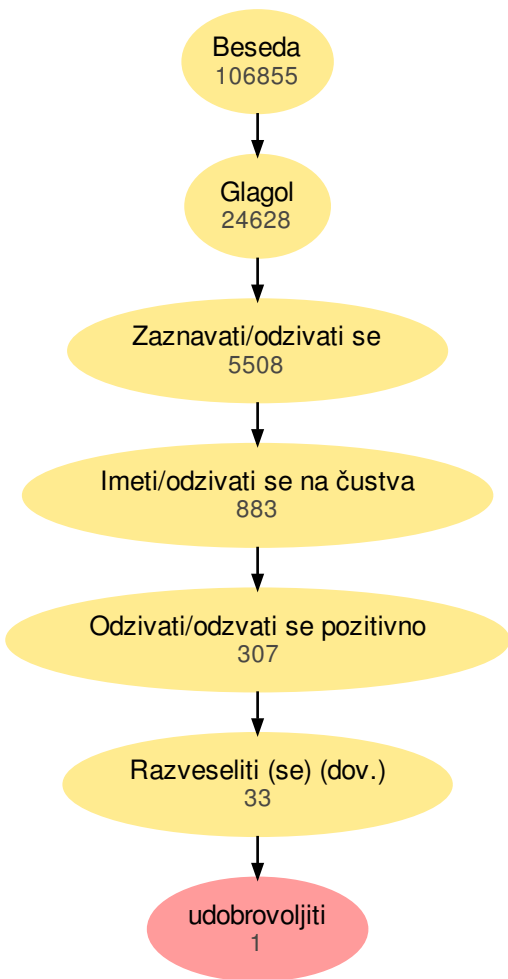 Beseda
106855
Glagol
24628
Zaznavati/odzivati se
5508
Imeti/odzivati se na čustva
883
Odzivati/odzvati se pozitivno
307
Razveseliti (se) (dov.)
33
udobrovoljiti
1